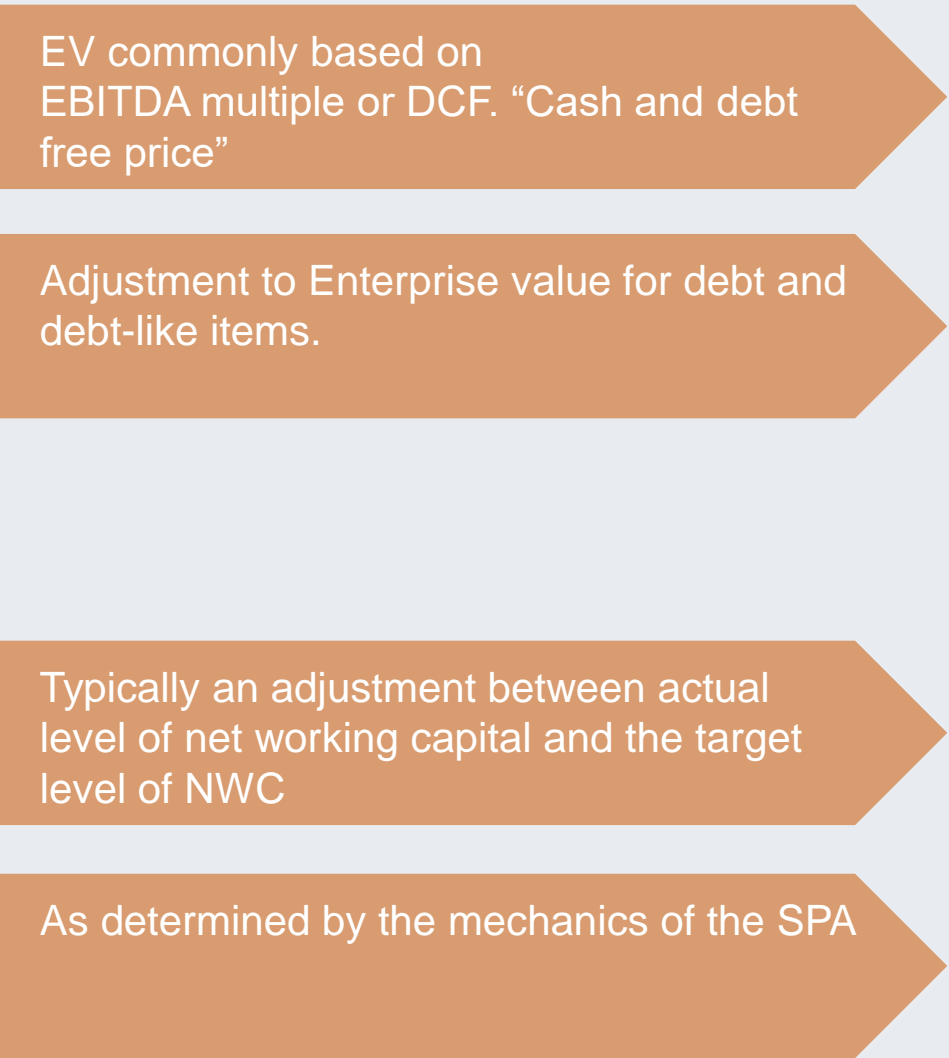 EV commonly based on
EBITDA multiple or DCF. “Cash and debt
free price”
Adjustment to Enterprise value for debt and
debt-like items.
Typically an adjustment between actual
level of net working capital and the target
level of NWC
As determined by the mechanics of the SPA